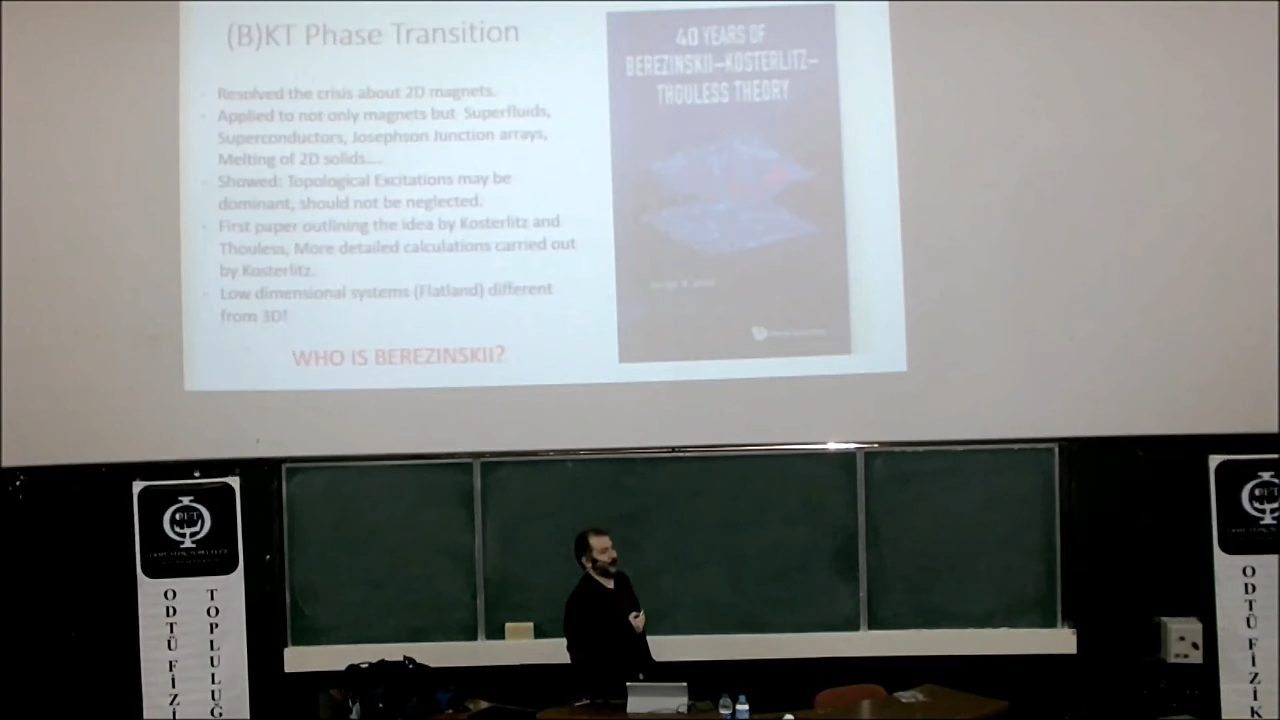 (B)KT Phase Transition
Resolved the crisis about 2D magnets.
Applied to not only magnets but Superfluids,
Superconductors, Josephson Junction arrays,
Melting of 2D solids....
Showed: Topological Excitations may be
dominant, should not be neglected.
First paper outlining the idea by Kosterlitz and
Thouless, More detailed calculations carried out
by Kosterlitz.
Low dimensional systems (Flatland) different
from 3D!
WHO IS BEREZINSKII?
40 YEARS OF
BEREZINSKII–KOSTERLITZ–
THOULESS THEORY
ODTÜ FİZİ
TOPLULUĞ
ODTÜ FİZİK